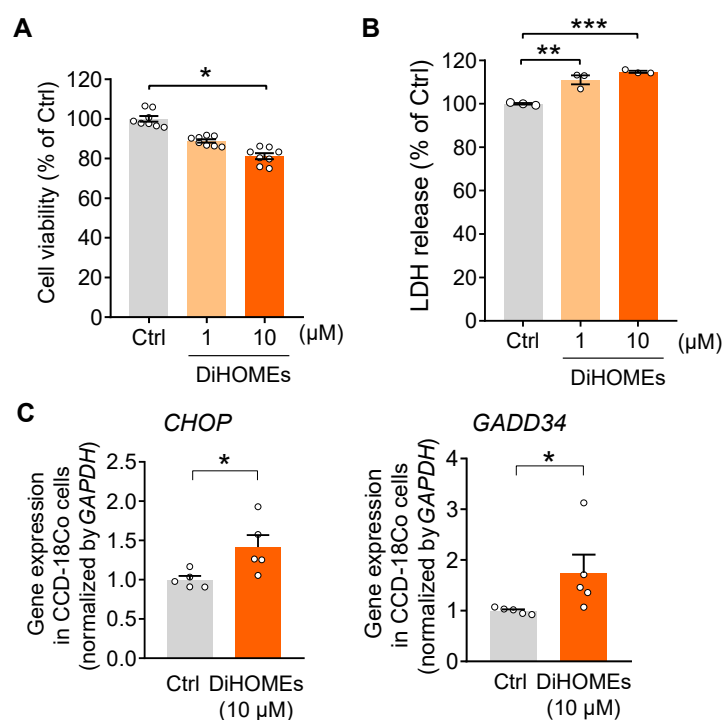 A
Cell viability (% of Ctrl)
120
100
80
60
40
20
0
*
Ctrl
1
10
(μM)
DiHOMEs
B
LDH release (% of Ctrl)
120
100
80
60
40
20
0
**
***
Ctrl
1
10
(μM)
DiHOMEs
C
CHOP
Gene expression
in CCD-18Co cells
(normalized by GAPDH)
2.5
2.0
1.5
1.0
0.5
0.0
*
Ctrl
DiHOMEs
(10 μM)
GADD34
Gene expression
in CCD-18Co cells
(normalized by GAPDH)
4
3
2
1
0
*
Ctrl
DiHOMEs
(10 μM)